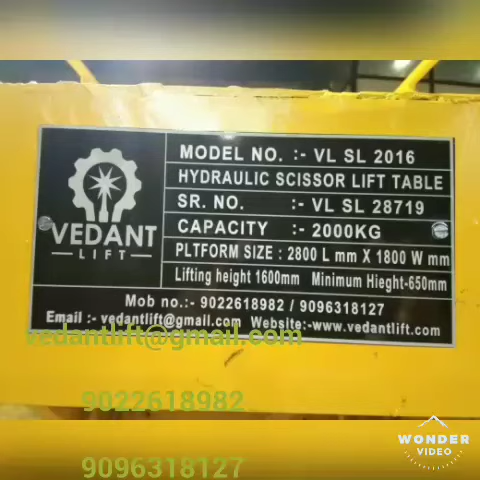 MODEL NO. :- VL SL 2016
HYDRAULIC SCISSOR LIFT TABLE
SR. NO. :- VL SL 28719
CAPACITY :- 2000KG
PLTFORM SIZE : 2800 L mm X 1800 W mm
Lifting height 1600mm Minimum Hieght-650mm
VEDANT
LIFT
Mob no.:- 9022618982 / 9096318127
Email :- vedantlift@gmail.com Website:-www.vedantlift.com
vedantlift@gmail.com
9022618982
9096318127
WONDER
VIDEO